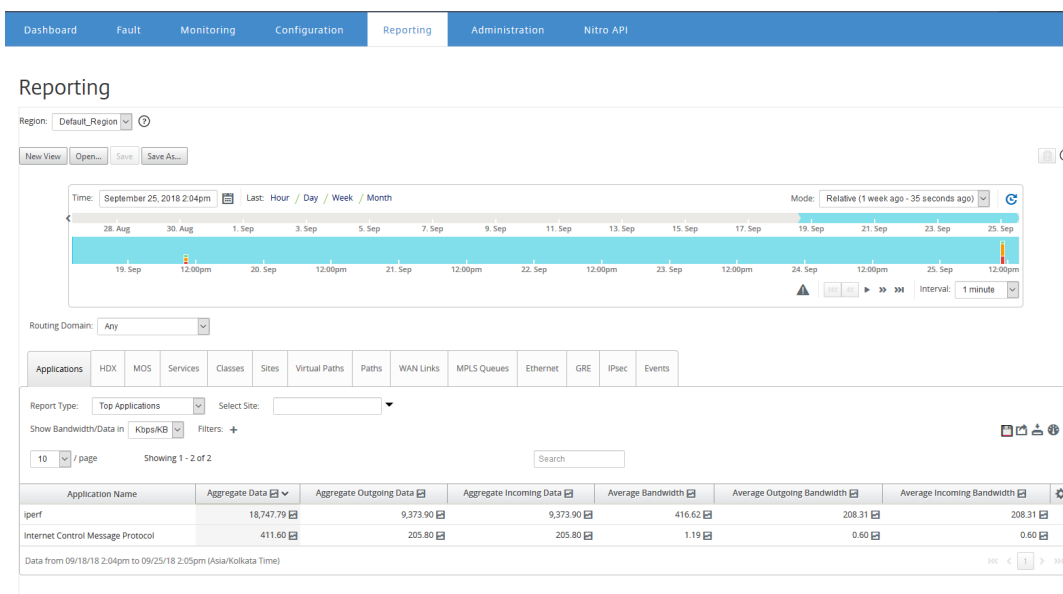 Dashboard Fault Monitoring Configuration Reporting Administration Nitro API
Reporting
Region: Default_Region ?
New View Open... Save Save As...
Time: September 25, 2018 2:04pm Last: Hour / Day / Week / Month Mode: Relative (1 week ago - 35 seconds ago)
28. Aug 30. Aug 1. Sep 3. Sep 5. Sep 7. Sep 9. Sep 11. Sep 13. Sep 15. Sep 17. Sep 19. Sep 21. Sep 23. Sep 25. Sep
19. Sep 12:00pm 20. Sep 12:00pm 21. Sep 12:00pm 22. Sep 12:00pm 23. Sep 12:00pm 24. Sep 12:00pm 25. Sep 12:00pm
Interval: 1 minute
Routing Domain: Any
Applications HDX MOS Services Classes Sites Virtual Paths Paths WAN Links MPLS Queues Ethernet GRE IPsec Events
Report Type: Top Applications Select Site:
Show Bandwidth/Data in Kbps/KB Filters: +
10 / page Showing 1 - 2 of 2 Search
Application Name Aggregate Data Aggregate Outgoing Data Aggregate Incoming Data Average Bandwidth Average Outgoing Bandwidth Average Incoming Bandwidth
iperf 18,747.79 9,373.90 9,373.90 416.62 208.31 208.31
Internet Control Message Protocol 411.60 205.80 205.80 1.19 0.60 0.60
Data from 09/18/18 2:04pm to 09/25/18 2:05pm (Asia/Kolkata Time) 1